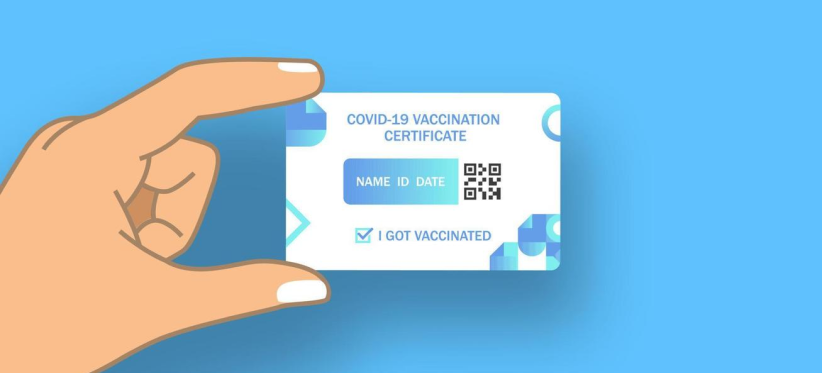 COVID-19 VACCINATION
CERTIFICATE
NAME ID DATE
I GOT VACCINATED